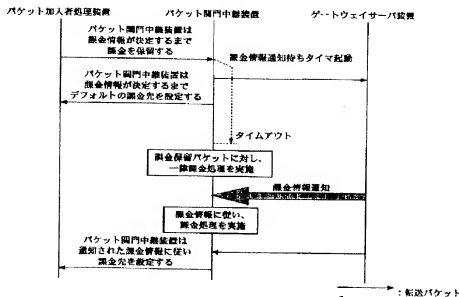 パケット加入者処理装置
パケット関門中継装置
ゲートウェイサーバ装置
パケット関門中継装置は
課金情報が決定するまで
課金を保留する
課金情報通知待ちタイマ起動
パケット関門中継装置は
課金情報が決定するまで
デフォルトの課金先を設定する
タイムアウト
課金保留パケットに対し、
一律課金処理を実施
課金情報通知
課金情報に従い、
課金処理を実施
パケット関門中継装置は
通知された課金情報に従い
課金先を設定する
：転送パケット